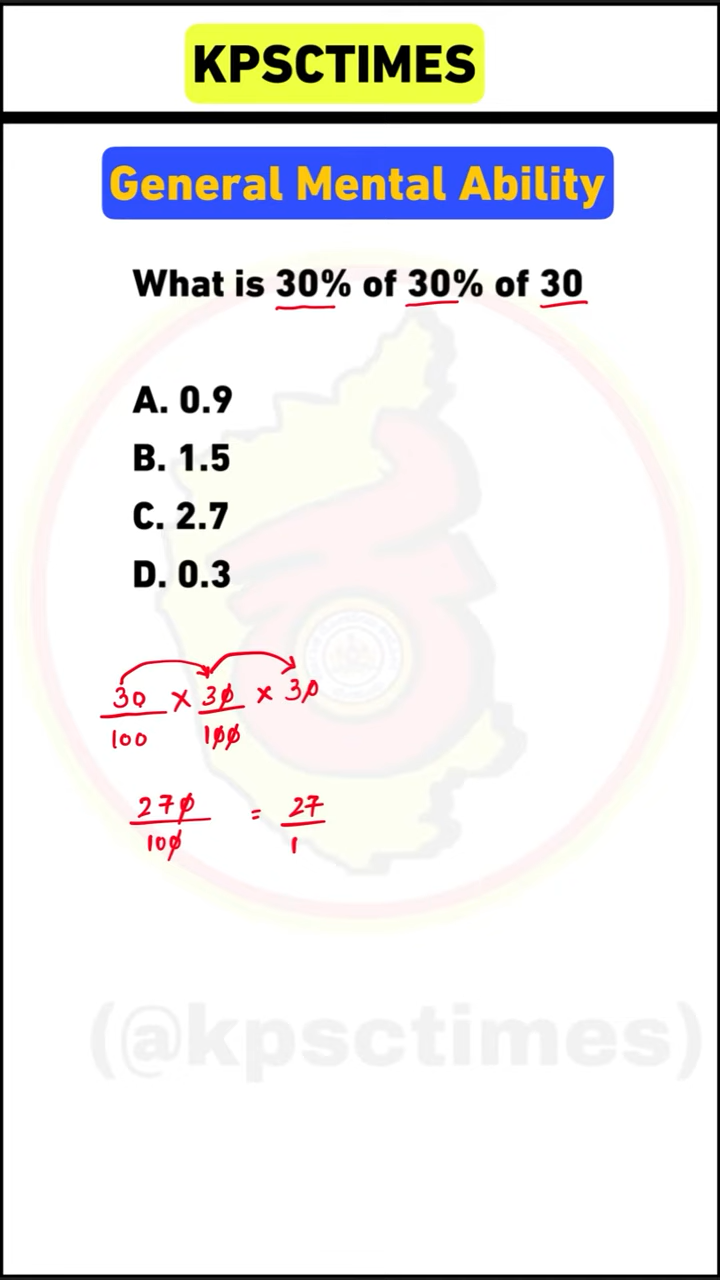 KPSCTIMES
General Mental Ability
What is 30% of 30% of 30
A. 0.9
B. 1.5
C. 2.7
D. 0.3
30/100 × 30/100 × 30
270/100 = 27/1
(@kpsctimes)